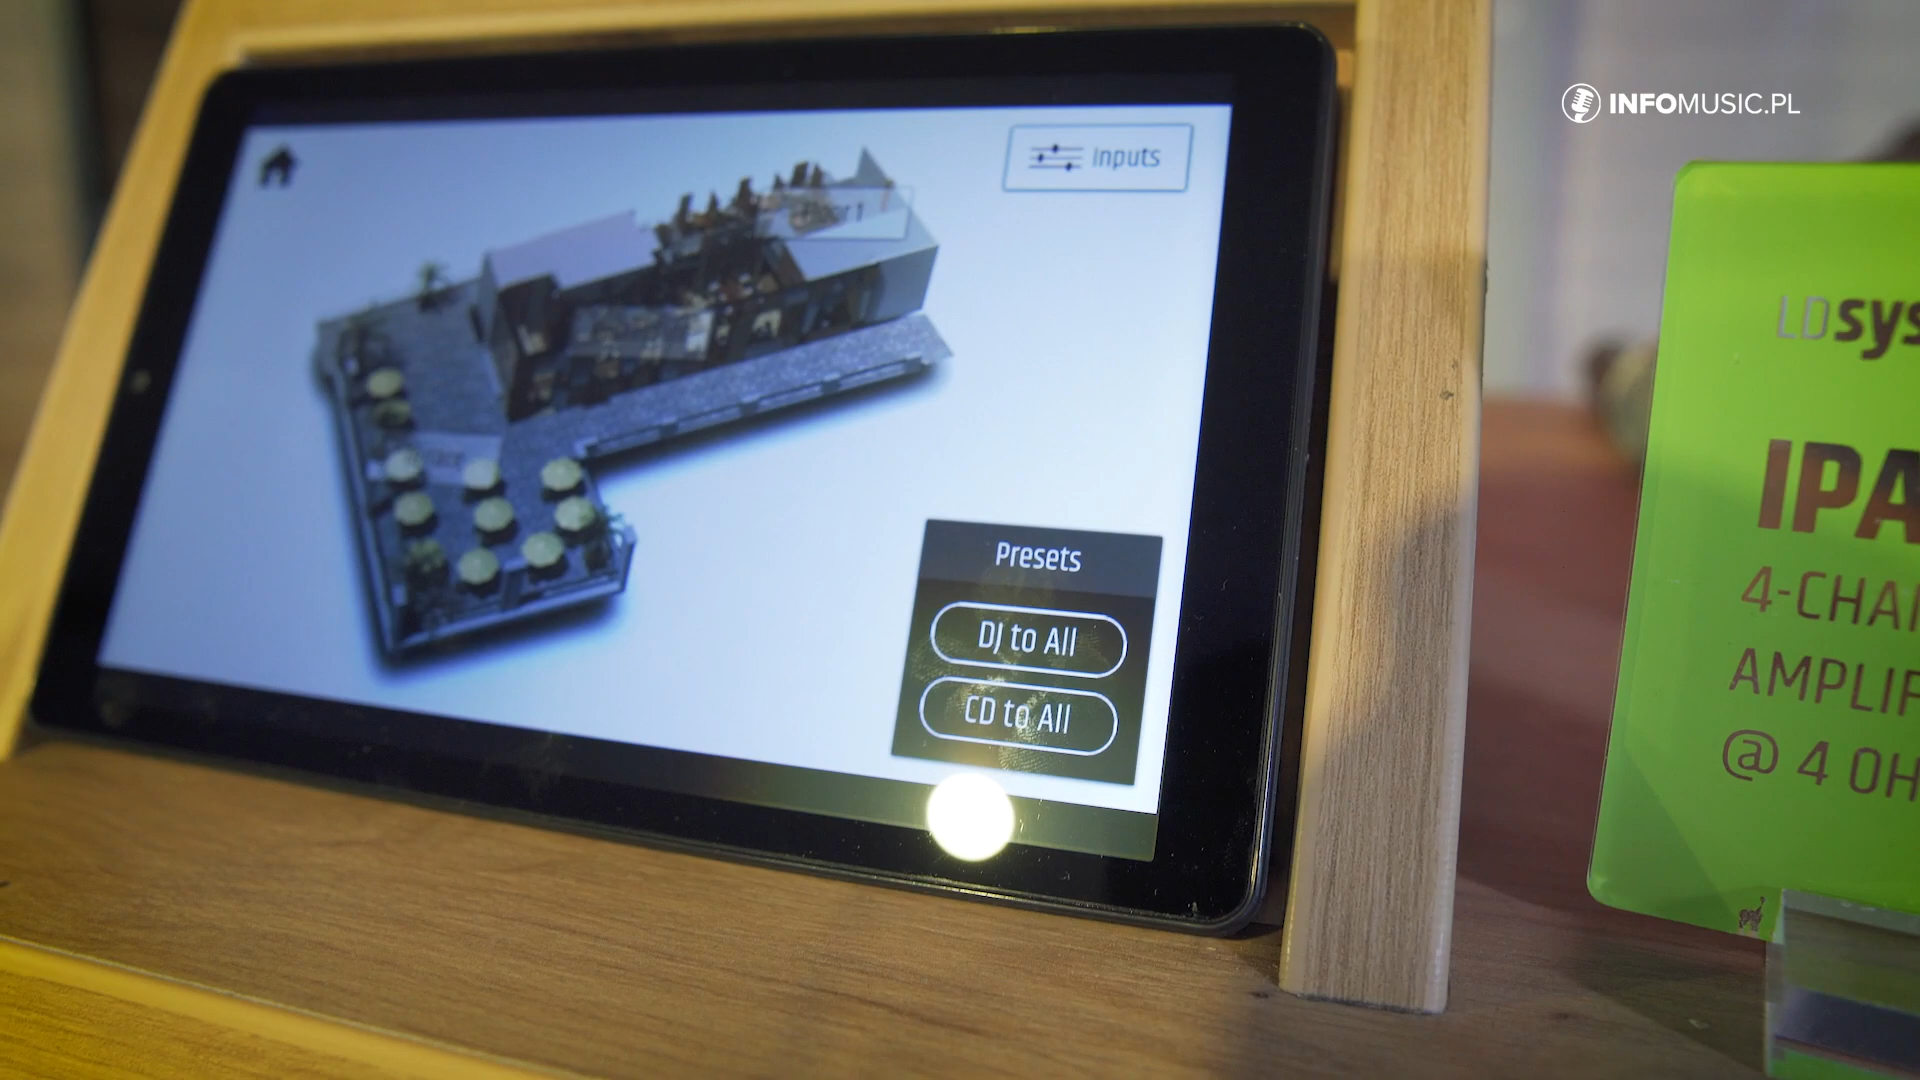 INFOMUSIC.PL
Inputs
Presets
DJ to All
CD to All
LDsys
IPA
4-CHA
AMPLIF
@ 4 OH